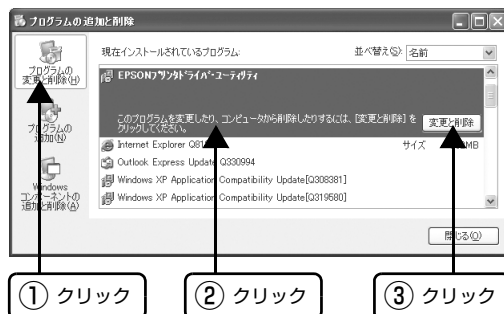 プログラムの追加と削除
現在インストールされているプログラム:
並べ替え(S): 名前
プログラムの
変更と削除(H)
プログラムの
追加(N)
Windows
コンポーネントの
追加と削除(A)
EPSONプリンタドライバ・ユーティリティ
このプログラムを変更したり、コンピュータから削除したりするには、[変更と削除] を
クリックしてください。
変更と削除
Internet Explorer
サイズ
MB
Outlook Express Update Q330994
Windows XP Application Compatibility Update[Q308381]
Windows XP Application Compatibility Update[Q319580]
閉じる(O)
① クリック
② クリック
③ クリック